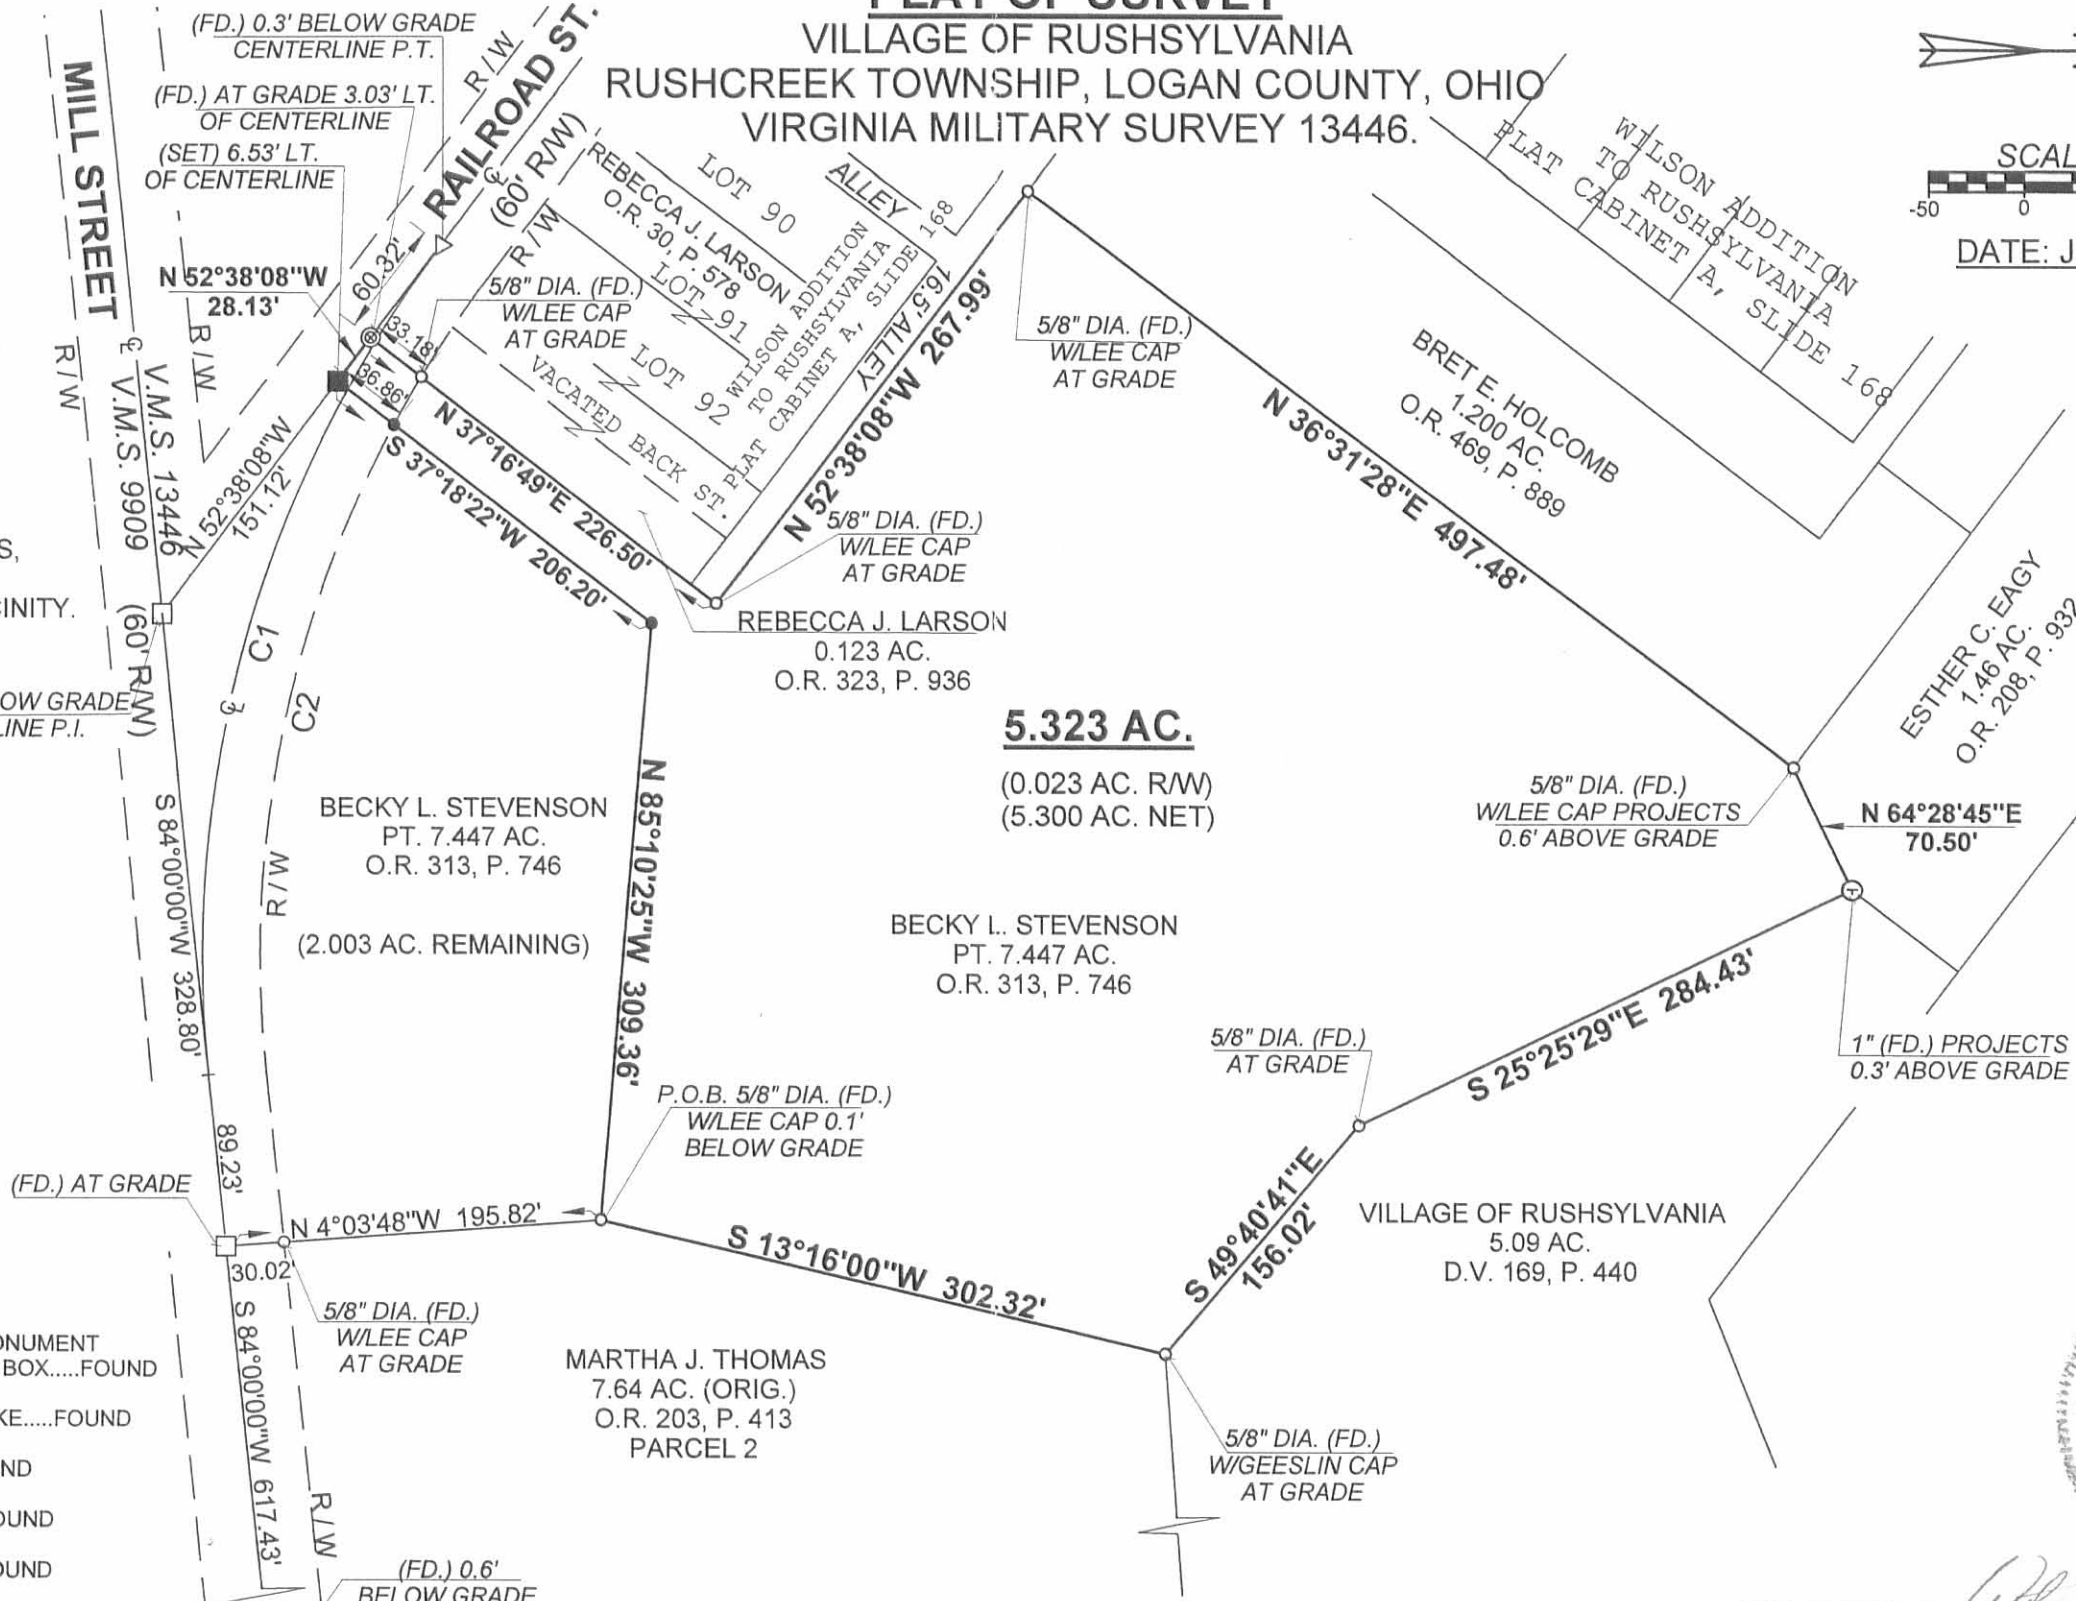 PLAT OF SURVEY
VILLAGE OF RUSHSYLVANIA
RUSHCREEK TOWNSHIP, LOGAN COUNTY, OHIO
VIRGINIA MILITARY SURVEY 13446.
(FD.) 0.3' BELOW GRADE
CENTERLINE P.T.
(FD.) AT GRADE 3.03' LT.
OF CENTERLINE
(SET) 6.53' LT.
OF CENTERLINE
MILL STREET
R/W
RAILROAD ST.
(60' R/W)
R/W
R/W
R/W
60.32'
N 52°38'08"W
28.13'
33.18'
36.86'
5/8" DIA. (FD.)
W/LEE CAP
AT GRADE
REBECCA J. LARSON
O.R. 30, P. 578
LOT 90
LOT 91
LOT 92
ALLEY
WILSON ADDITION
TO RUSHSYLVANIA
PLAT CABINET A, SLIDE 168
16.5' ALLEY
VACATED BACK ST.
WILSON ADDITION
TO RUSHSYLVANIA
PLAT CABINET A, SLIDE 168
SCAL
-50
0
DATE: J
N 52°38'08"W 267.99'
5/8" DIA. (FD.)
W/LEE CAP
AT GRADE
BRET E. HOLCOMB
1.200 AC.
O.R. 469, P. 889
N 36°31'28"E 497.48'
V.M.S. 13446
V.M.S. 9909
(60' R/W)
N 52°38'08"W
151.12'
N 37°16'49"E 226.50'
S 37°18'22"W 206.20'
5/8" DIA. (FD.)
W/LEE CAP
AT GRADE
S,
CINITY.
OW GRADE
LINE P.I.
C1
C2
REBECCA J. LARSON
0.123 AC.
O.R. 323, P. 936
ESTHER C. EAGY
1.46 AC.
O.R. 208, P. 932
5.323 AC.
(0.023 AC. R/W)
(5.300 AC. NET)
5/8" DIA. (FD.)
W/LEE CAP PROJECTS
0.6' ABOVE GRADE
N 64°28'45"E
70.50'
BECKY L. STEVENSON
PT. 7.447 AC.
O.R. 313, P. 746
(2.003 AC. REMAINING)
R/W
S 84°00'00"W 328.80'
N 85°10'25"W 309.36'
BECKY L. STEVENSON
PT. 7.447 AC.
O.R. 313, P. 746
S 25°25'29"E 284.43'
1" (FD.) PROJECTS
0.3' ABOVE GRADE
5/8" DIA. (FD.)
AT GRADE
P.O.B. 5/8" DIA. (FD.)
W/LEE CAP 0.1'
BELOW GRADE
89.23'
(FD.) AT GRADE
N 4°03'48"W 195.82'
30.02'
S 13°16'00"W 302.32'
S 49°40'41"E
156.02'
VILLAGE OF RUSHSYLVANIA
5.09 AC.
D.V. 169, P. 440
5/8" DIA. (FD.)
W/LEE CAP
AT GRADE
MARTHA J. THOMAS
7.64 AC. (ORIG.)
O.R. 203, P. 413
PARCEL 2
5/8" DIA. (FD.)
W/GEESLIN CAP
AT GRADE
S 84°00'00"W 617.43'
R/W
ONUMENT
BOX.....FOUND
KE.....FOUND
ND
OUND
OUND
(FD.) 0.6'
BELOW GRADE